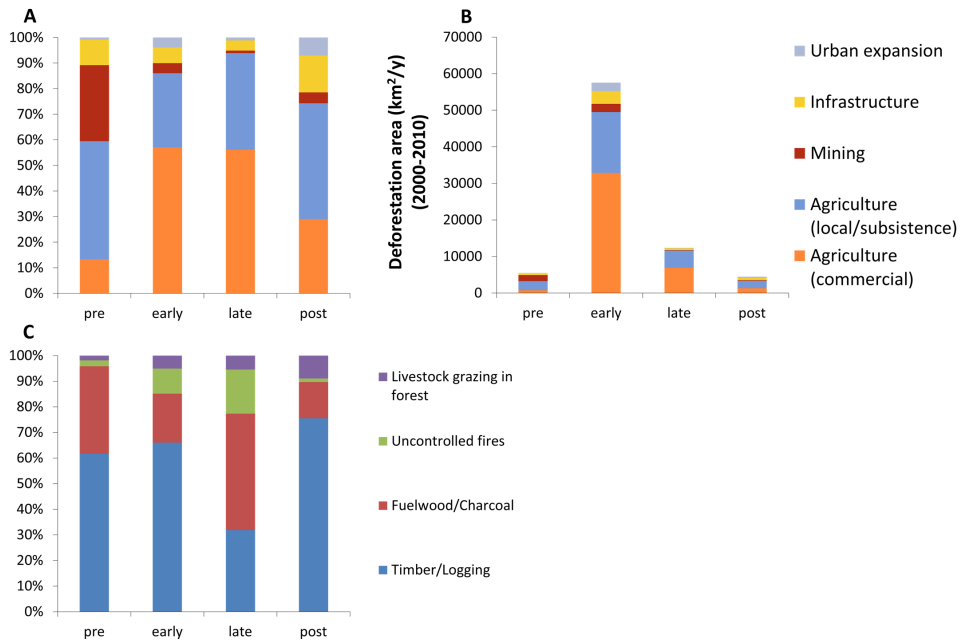 A
100%
90%
80%
70%
60%
50%
40%
30%
20%
10%
0%
pre
early
late
post
B
Deforestation area (km²/y)
(2000-2010)
70000
60000
50000
40000
30000
20000
10000
0
pre
early
late
post
Urban expansion
Infrastructure
Mining
Agriculture
(local/subsistence)
Agriculture
(commercial)
C
100%
90%
80%
70%
60%
50%
40%
30%
20%
10%
0%
pre
early
late
post
Livestock grazing in
forest
Uncontrolled fires
Fuelwood/Charcoal
Timber/Logging